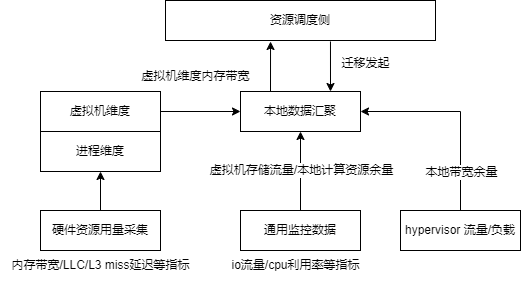 资源调度侧
虚拟机维度内存带宽
迁移发起
虚拟机维度
本地数据汇聚
进程维度
虚拟机存储流量/本地计算资源余量
本地带宽余量
硬件资源用量采集
通用监控数据
hypervisor 流量/负载
内存带宽/LLC/L3 miss延迟等指标
io流量/cpu利用率等指标